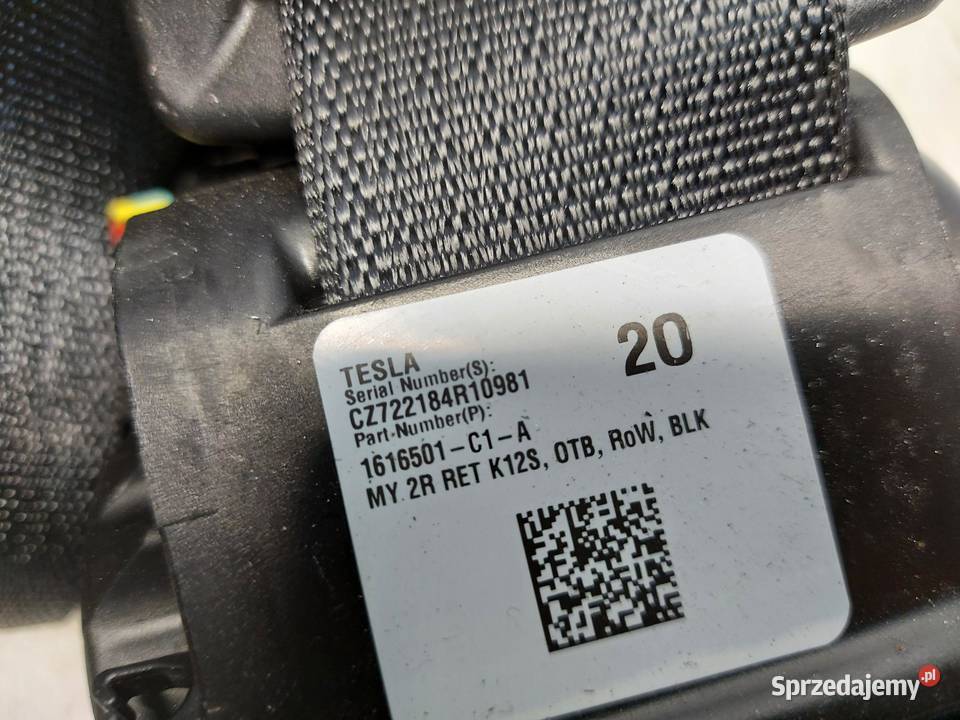 TESLA
20
Serial Number(S):
CZ722184R10981
Part-Number(P):
1616501-C1-A
MY 2R RET K12S, OTB, RoW, BLK
Sprzedajemy.pl